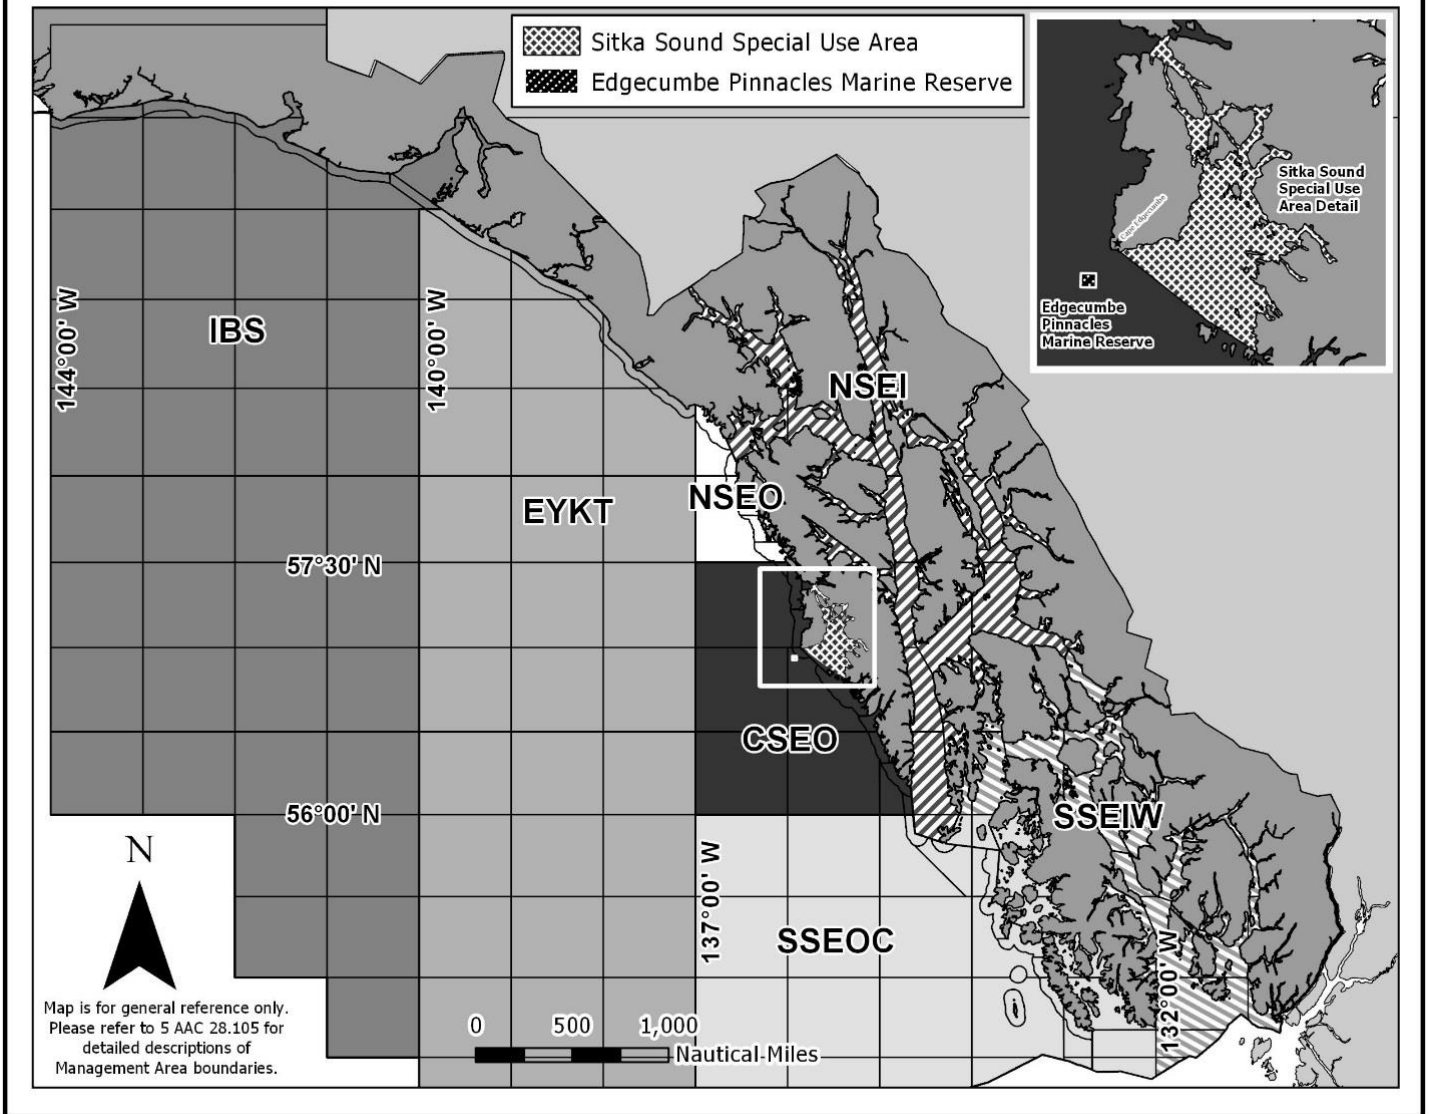 Sitka Sound Special Use Area
Edgecumbe Pinnacles Marine Reserve
Sitka Sound
Special Use
Area Detail
Cape Edgecumbe
Edgecumbe
Pinnacles
Marine Reserve
144°00' W
IBS
140°00' W
NSEI
EYKT
NSEO
57°30' N
CSEO
56°00' N
SSEIW
N
137°00' W
SSEOC
132°00' W
Map is for general reference only.
Please refer to 5 AAC 28.105 for
detailed descriptions of
Management Area boundaries.
0 500 1,000
Nautical Miles